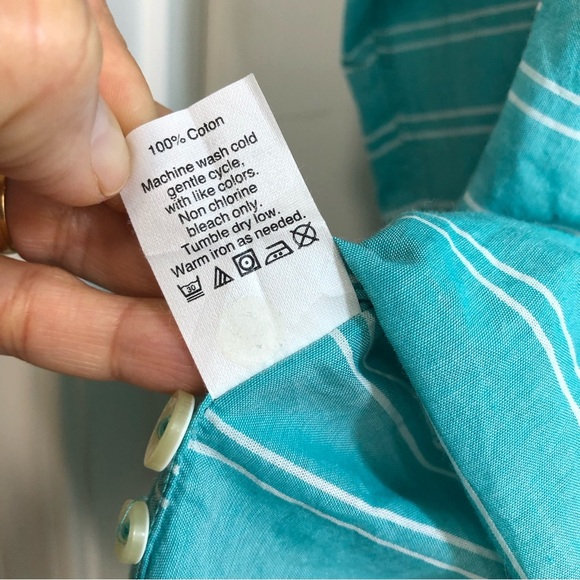 100% Coton
Machine wash cold
gentle cycle,
with like colors.
Non chlorine
bleach only.
Tumble dry low.
Warm iron as needed.
30